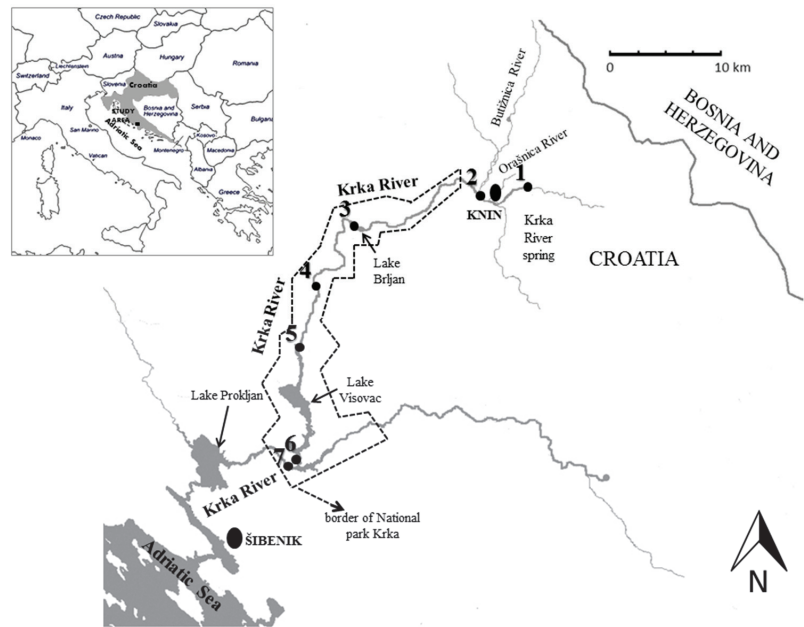 Czech Republic
Slovakia
Austria
Liechtenstein
Hungary
Switzerland
Romania
Slovenia
Croatia
Italy
STUDY
AREA
Bosnia and
Herzegovina
Serbia
San Marino
Monaco
Adriatic Sea
Kosovo
Bulga
Vatican
Montenegro
Macedonia
Albania
Greece
0
10 km
BOSNIA AND
HERZEGOVINA
Butižnica River
Orašnica River
1
2
KNIN
Krka
River
spring
CROATIA
Krka River
3
Lake
Brljan
4
Krka River
5
Lake
Visovac
Lake Prokljan
6
7
Krka River
border of National
park Krka
ŠIBENIK
Adriatic Sea
N